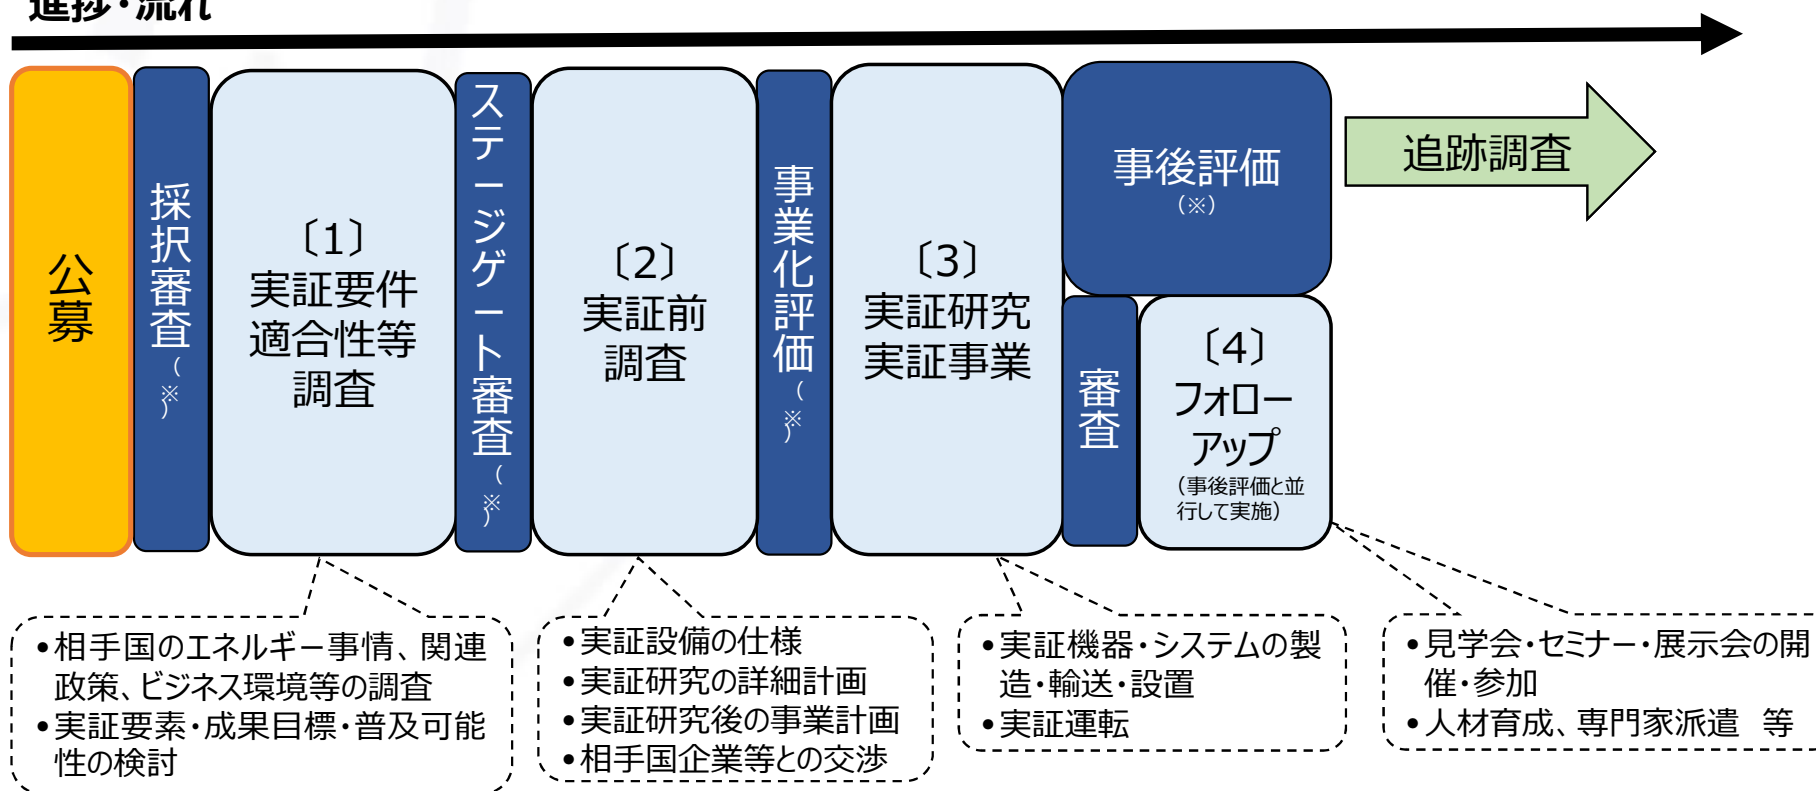 進捗・流れ
公募
採択審査（※）
〔1〕
実証要件
適合性等
調査
ステージゲート審査（※）
〔2〕
実証前
調査
事業化評価（※）
〔3〕
実証研究
実証事業
事後評価
（※）
審査
〔4〕
フォロー
アップ
（事後評価と並
行して実施）
追跡調査
•相手国のエネルギー事情、関連
政策、ビジネス環境等の調査
•実証要素・成果目標・普及可能
性の検討
•実証設備の仕様
•実証研究の詳細計画
•実証研究後の事業計画
•相手国企業等との交渉
•実証機器・システムの製
造・輸送・設置
•実証運転
•見学会・セミナー・展示会の開
催・参加
•人材育成、専門家派遣　等